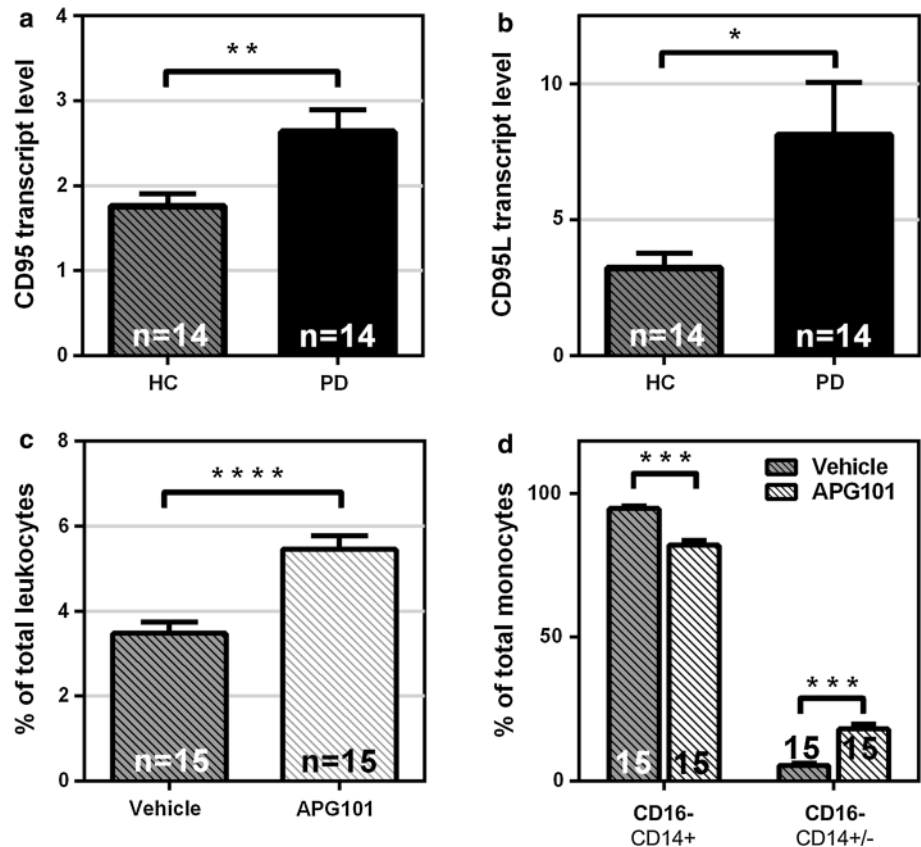 a
CD95 transcript level
4
3
2
1
0
**
n=14
n=14
HC
PD
b
CD95L transcript level
10
5
0
*
n=14
n=14
HC
PD
c
% of total leukocytes
8
6
4
2
0
****
n=15
n=15
Vehicle
APG101
d
% of total monocytes
100
50
0
***
Vehicle
APG101
***
15
15
15
15
CD16-
CD14+
CD16-
CD14+/-